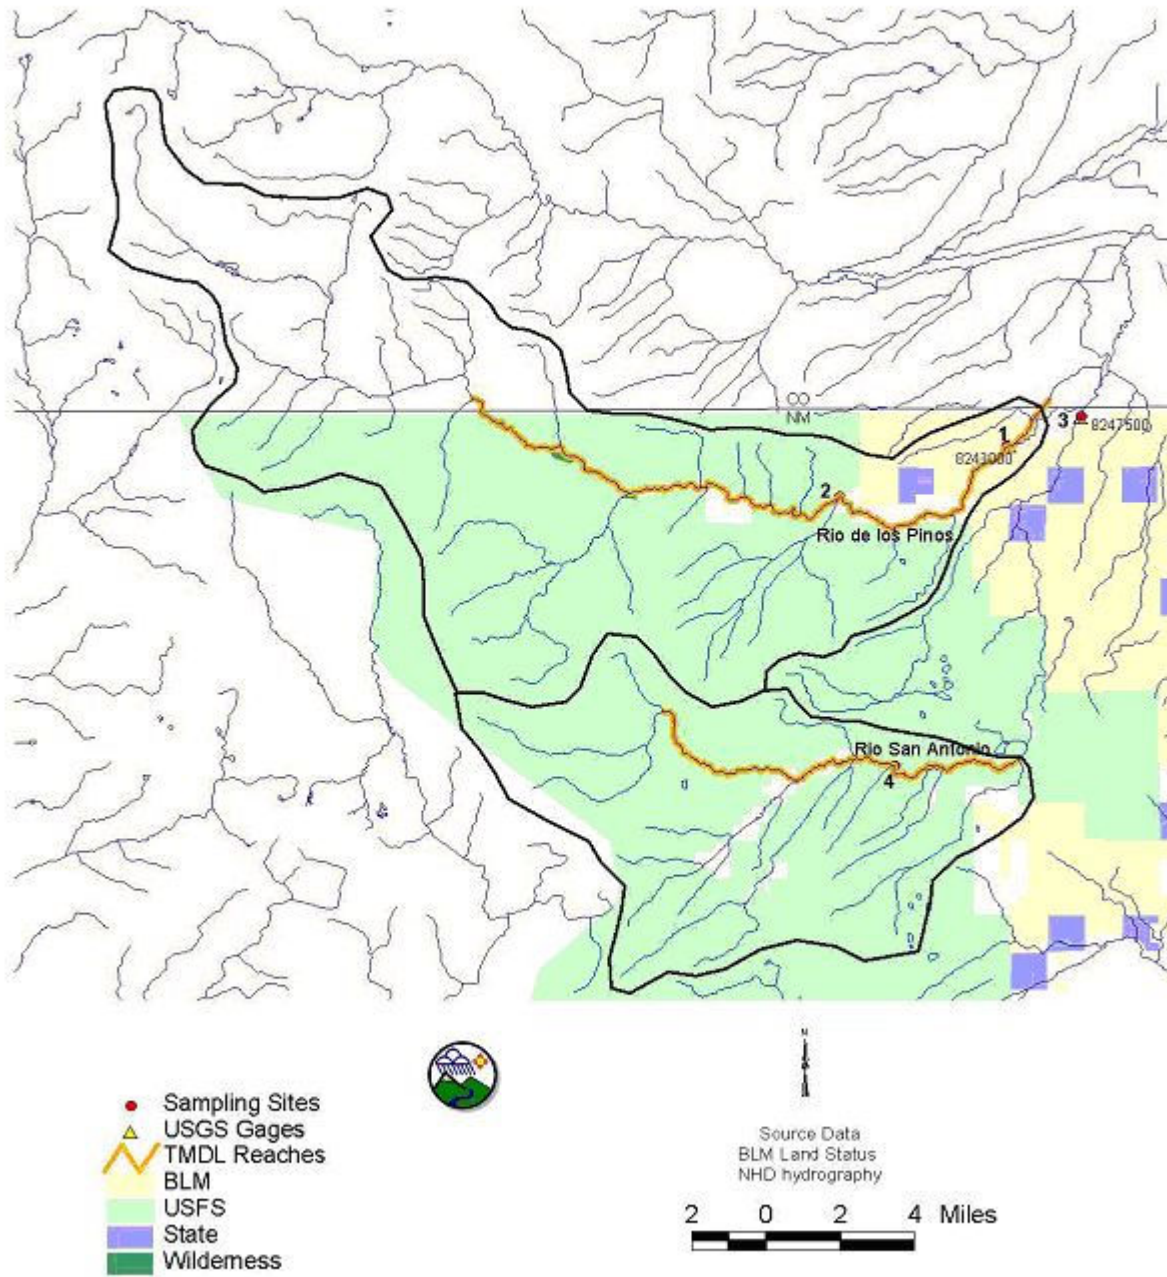 CO
NM
1
3
8247500
8243000
2
Rio de los Pinos
Rio San Antonio
4
N
Sampling Sites
USGS Gages
TMDL Reaches
BLM
USFS
State
Wilderness
Source Data
BLM Land Status
NHD hydrography
2 0 2 4 Miles